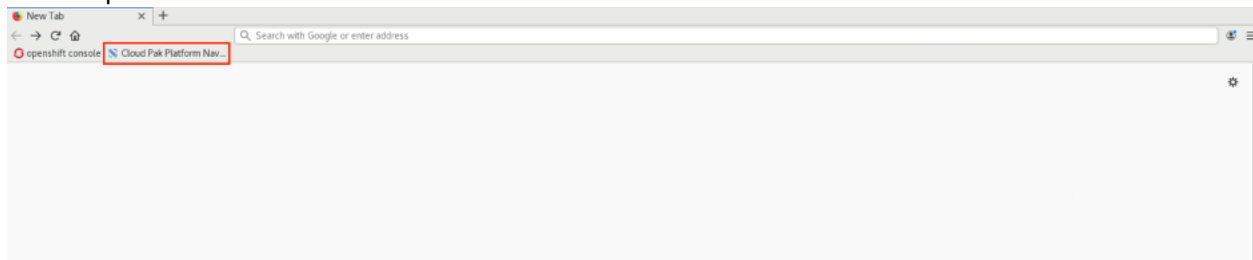 New Tab
Search with Google or enter address
openshift console Cloud Pak Platform Nav...